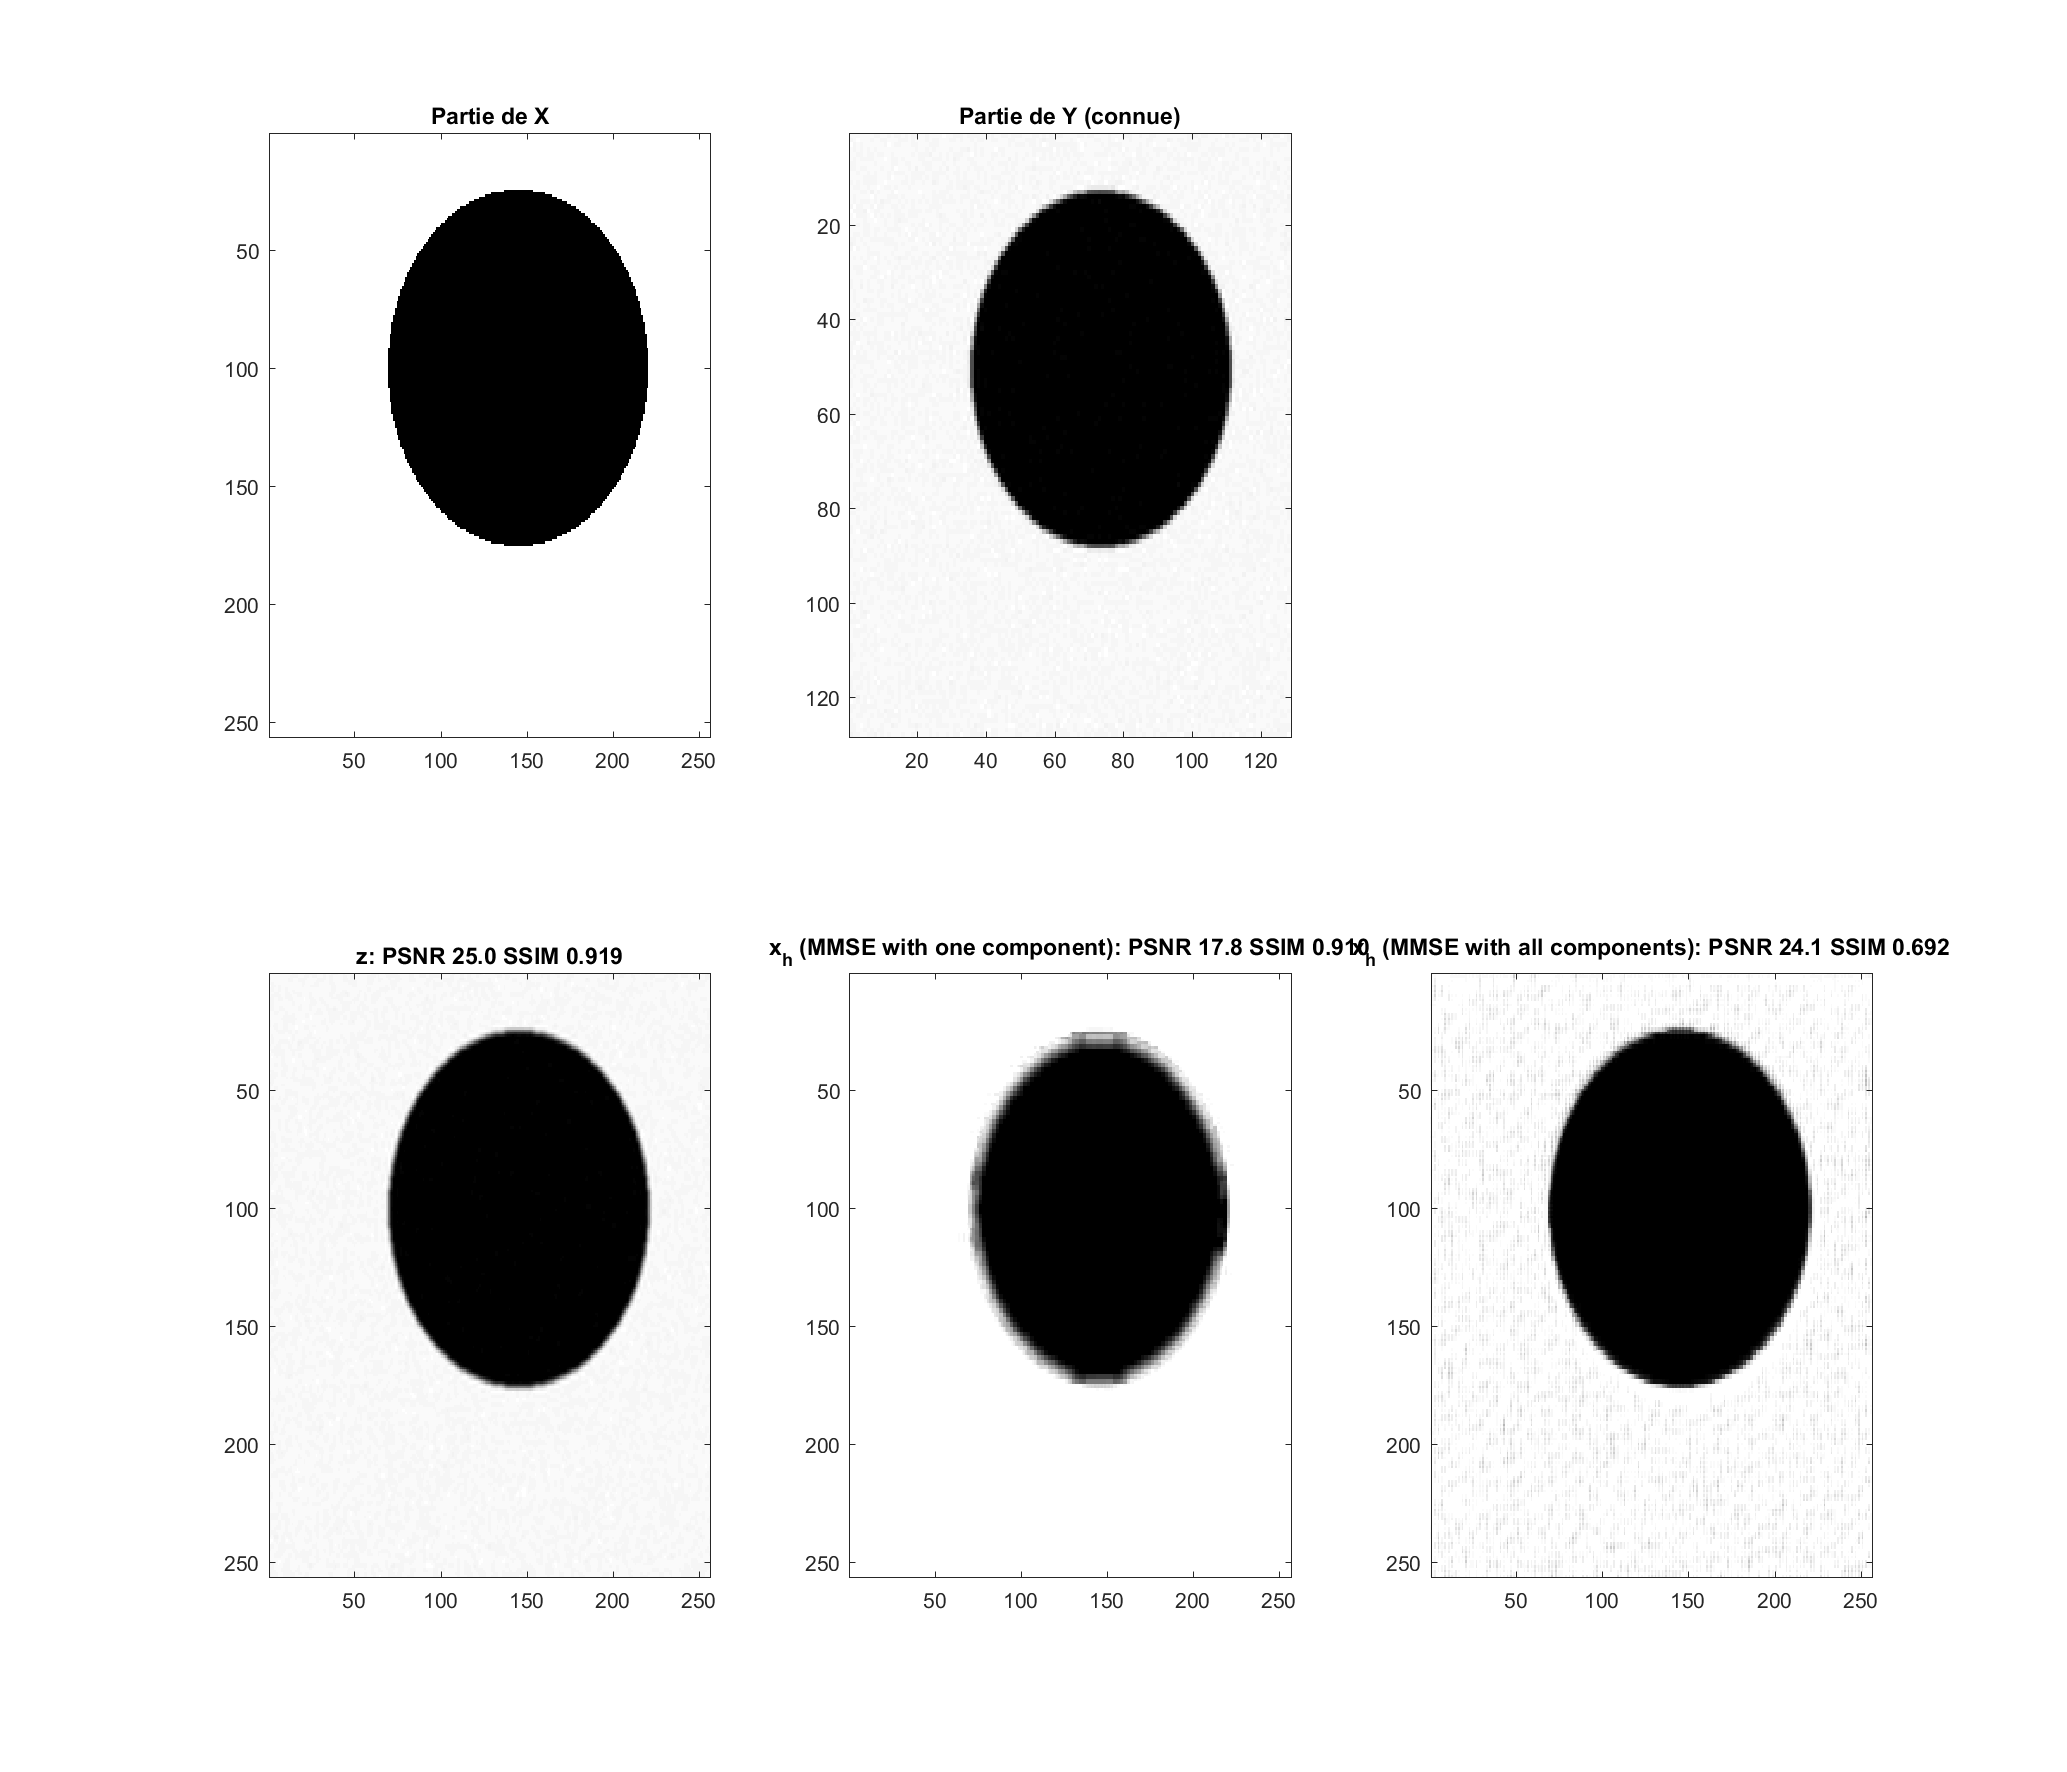 Partie de X
Partie de Y (connue)
50
100
150
200
250
50 100 150 200 250
20
40
60
80
100
120
20 40 60 80 100 120
z: PSNR 25.0 SSIM 0.919
x_h (MMSE with one component): PSNR 17.8 SSIM 0.910
x_h (MMSE with all components): PSNR 24.1 SSIM 0.692
50
100
150
200
250
50 100 150 200 250
50
100
150
200
250
50 100 150 200 250
50
100
150
200
250
50 100 150 200 250